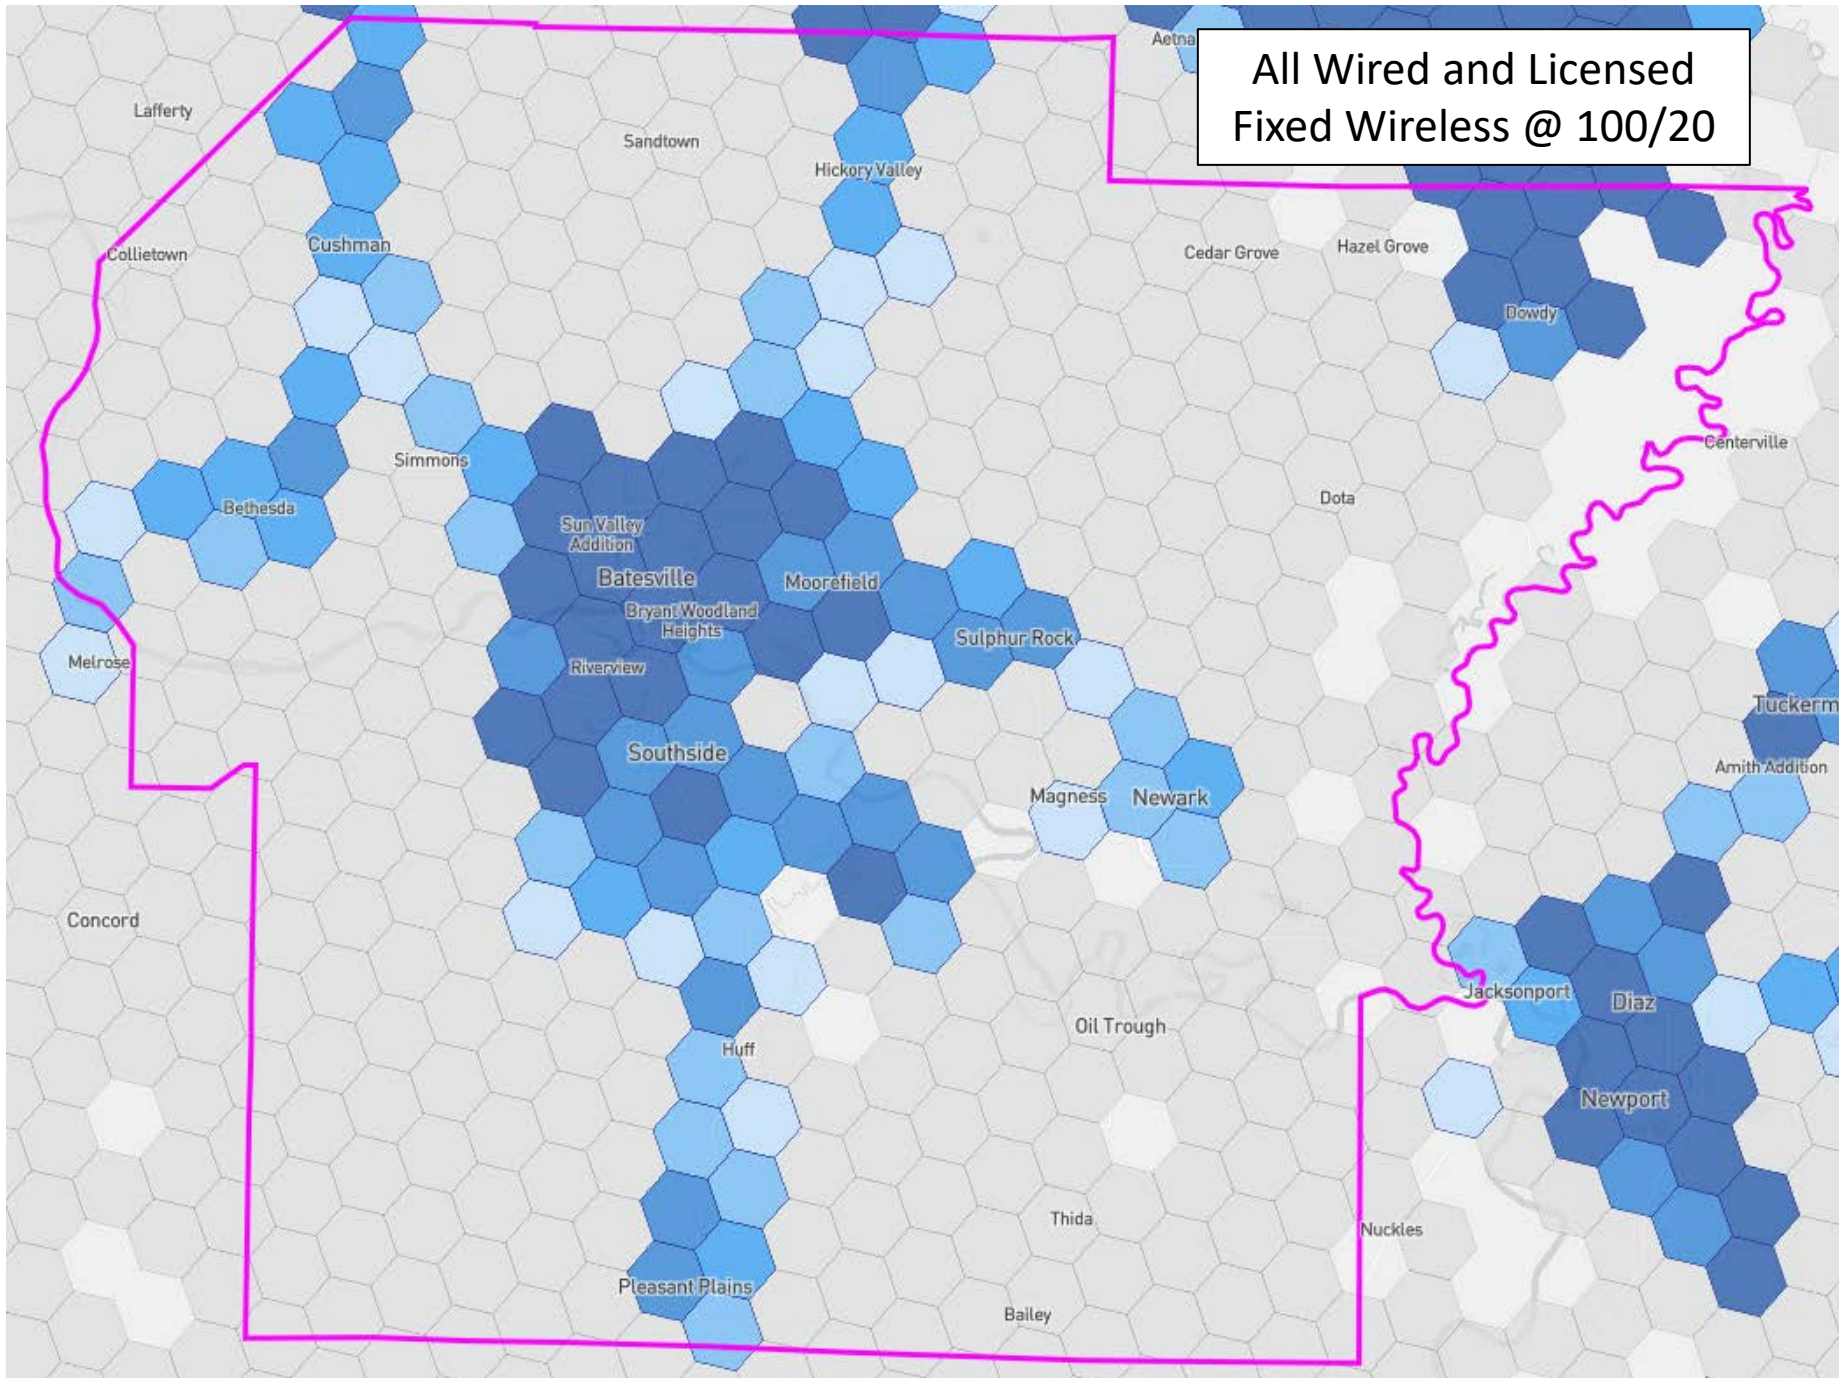 Aetna
All Wired and Licensed
Fixed Wireless @ 100/20
Lafferty
Sandtown
Hickory Valley
Cushman
Collietown
Cedar Grove
Hazel Grove
Dowdy
Centerville
Simmons
Bethesda
Dota
Sun Valley
Addition
Batesville
Moorefield
Bryant Woodland
Heights
Sulphur Rock
Melrose
Riverview
Tuckerm
Southside
Amith Addition
Magness
Newark
Concord
Jacksonport
Diaz
Oil Trough
Huff
Newport
Thida
Nuckles
Pleasant Plains
Bailey